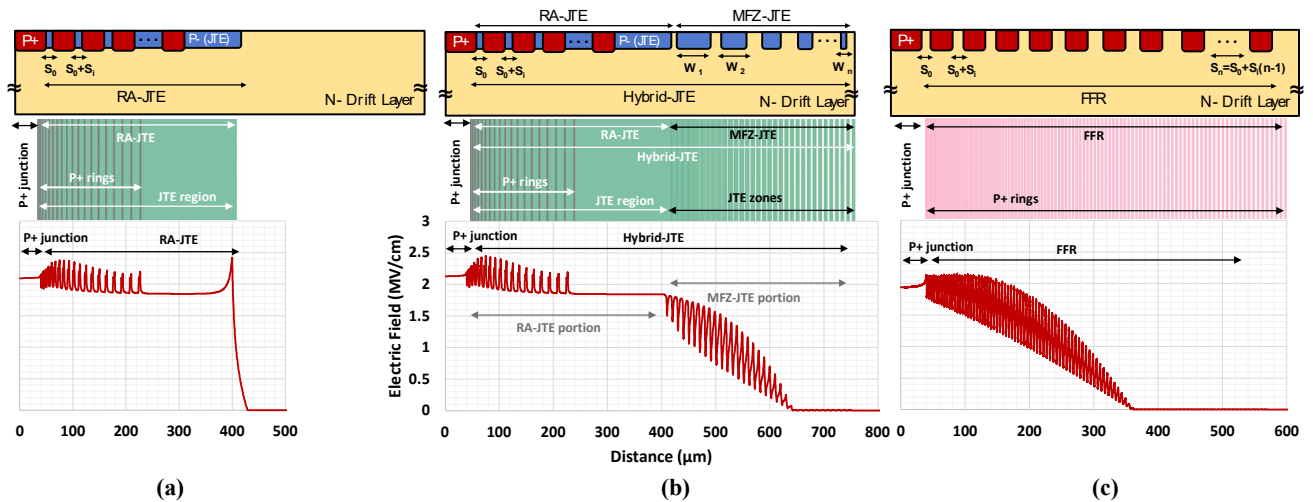 P+
P- (JTE)
S₀
S₀+Sᵢ
RA-JTE
N- Drift Layer
P+ junction
RA-JTE
P+ rings
JTE region
P+ junction
RA-JTE
0
100
200
300
400
500
(a)
RA-JTE
MFZ-JTE
P+
P- (JTE)
S₀
S₀+Sᵢ
W₁
W₂
Wₙ
Hybrid-JTE
N- Drift Layer
P+ junction
RA-JTE
MFZ-JTE
Hybrid-JTE
P+ rings
JTE region
JTE zones
P+ junction
Hybrid-JTE
MFZ-JTE portion
RA-JTE portion
Electric Field (MV/cm)
3
2.5
2
1.5
1
0.5
0
0
100
200
300
400
500
600
700
800
Distance (µm)
(b)
P+
S₀
S₀+Sᵢ
Sₙ=S₀+Sᵢ(n-1)
FFR
N- Drift Layer
P+ junction
FFR
P+ rings
P+ junction
FFR
0
100
200
300
400
500
600
(c)